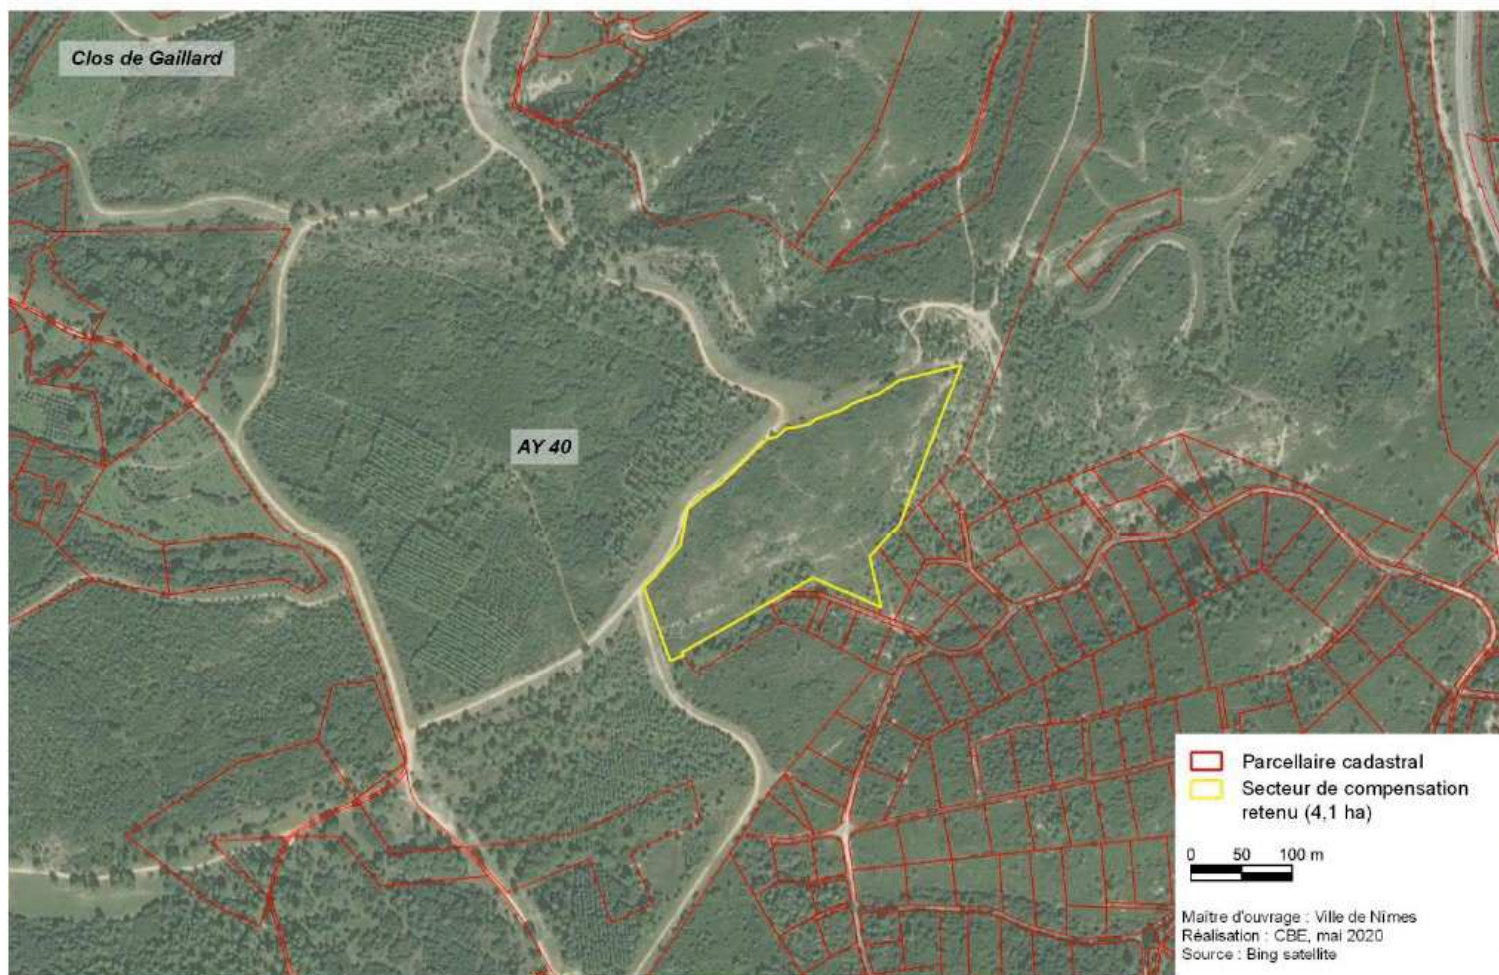 Clos de Gaillard
AY 40
Parcellaire cadastral
Secteur de compensation
retenu (4,1 ha)
0 50 100 m
Maître d'ouvrage : Ville de Nîmes
Réalisation : CBE, mai 2020
Source : Bing satellite